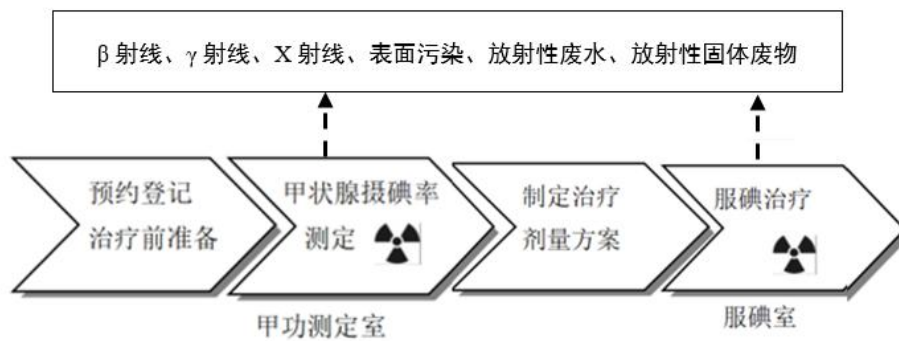 β 射线、γ 射线、X 射线、表面污染、放射性废水、放射性固体废物
预约登记
治疗前准备
甲状腺摄碘率
测定
制定治疗
剂量方案
服碘治疗
甲功测定室
服碘室